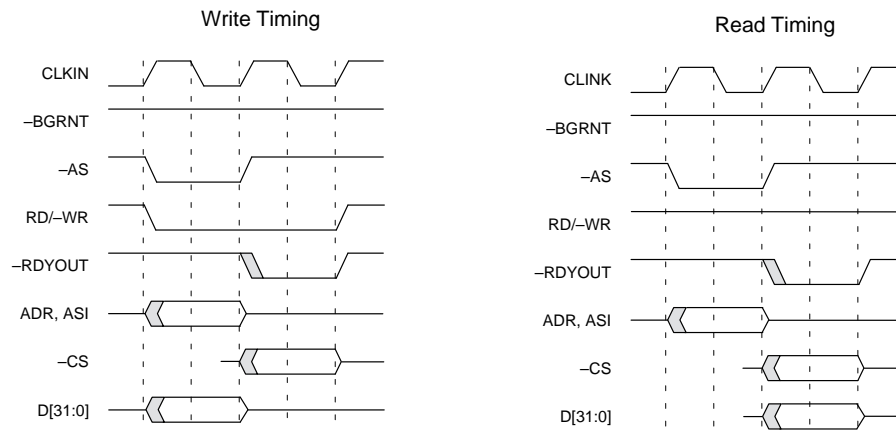 Write Timing
CLKIN
–BGRNT
–AS
RD/–WR
–RDYOUT
ADR, ASI
–CS
D[31:0]
Read Timing
CLINK
–BGRNT
–AS
RD/–WR
–RDYOUT
ADR, ASI
–CS
D[31:0]